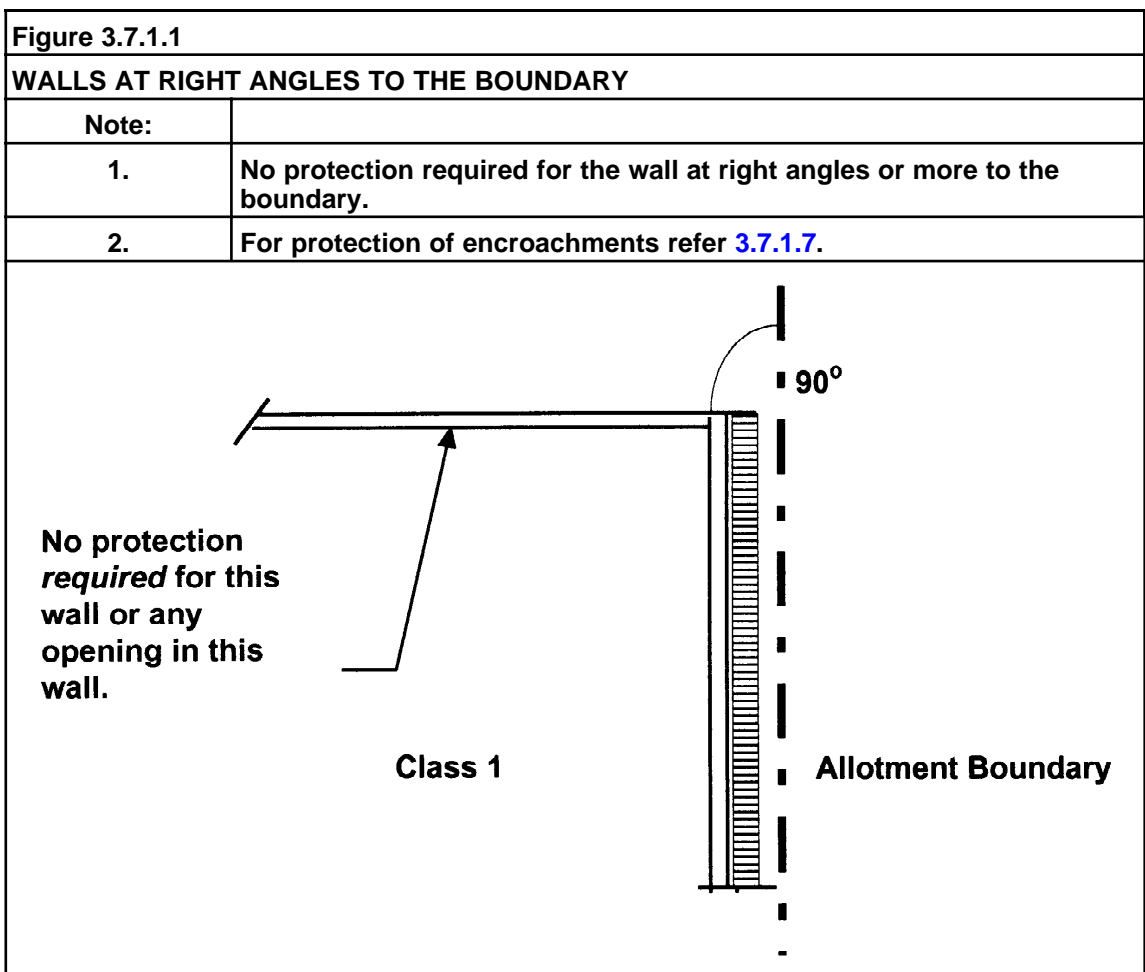 Figure 3.7.1.1
WALLS AT RIGHT ANGLES TO THE BOUNDARY
Note:
1. No protection required for the wall at right angles or more to the
boundary.
2. For protection of encroachments refer 3.7.1.7.
90°
No protection
required for this
wall or any
opening in this
wall.
Class 1
Allotment Boundary